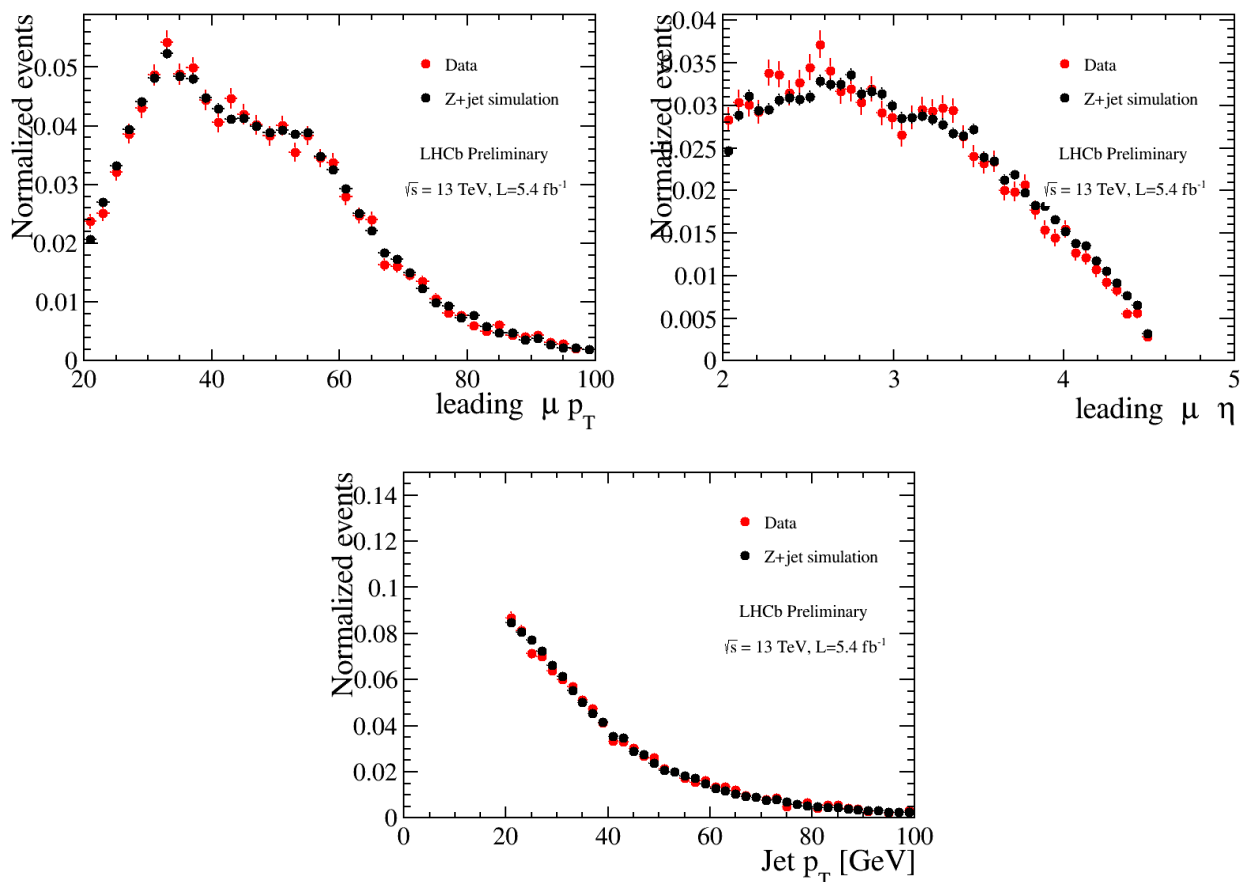 Normalized events
0.05
0.04
0.03
0.02
0.01
0
20
40
60
80
100
leading μ p_T
Data
Z+jet simulation
LHCb Preliminary
√s = 13 TeV, L=5.4 fb⁻¹
Normalized events
0.04
0.035
0.03
0.025
0.02
0.015
0.01
0.005
0
2
3
4
5
leading μ η
Data
Z+jet simulation
LHCb Preliminary
√s = 13 TeV, L=5.4 fb⁻¹
Normalized events
0.14
0.12
0.1
0.08
0.06
0.04
0.02
0
0
20
40
60
80
100
Jet p_T [GeV]
Data
Z+jet simulation
LHCb Preliminary
√s = 13 TeV, L=5.4 fb⁻¹